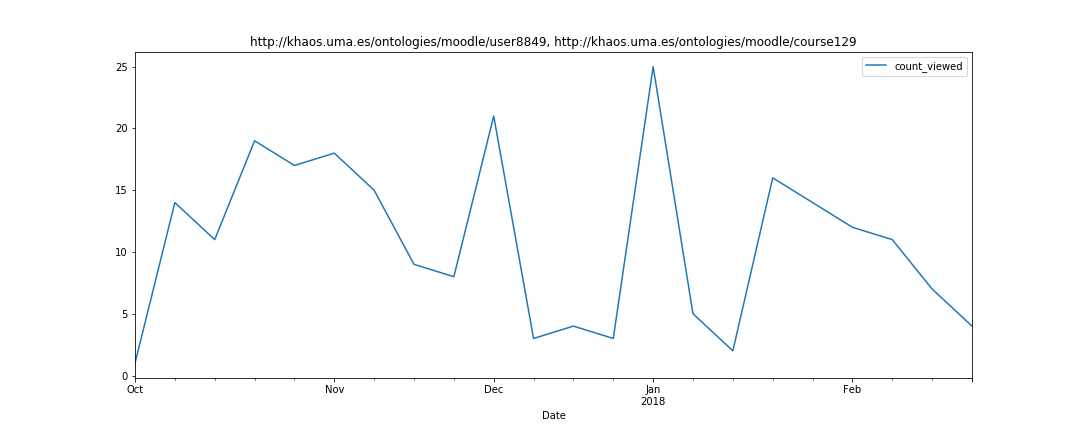 http://khaos.uma.es/ontologies/moodle/user8849, http://khaos.uma.es/ontologies/moodle/course129
count_viewed
25
20
15
10
5
0
Oct Nov Dec Jan Feb
2018
Date